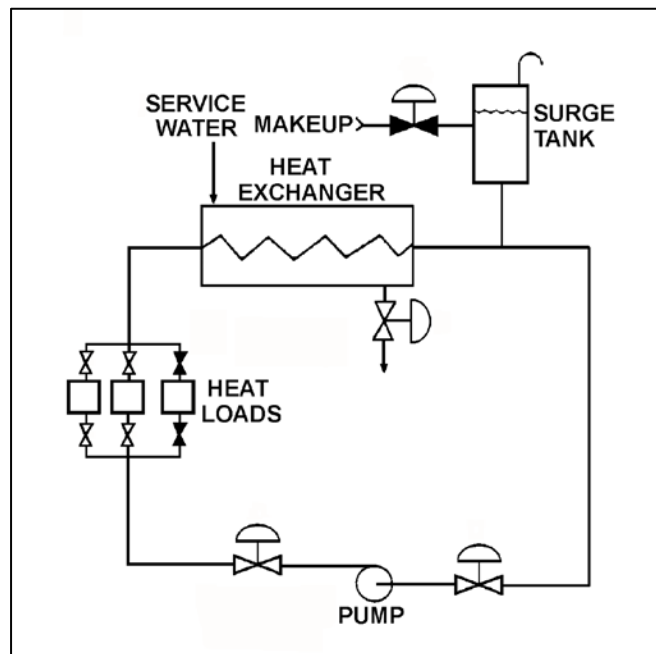 SERVICE
WATER
MAKEUP
SURGE
TANK
HEAT
EXCHANGER
HEAT
LOADS
PUMP